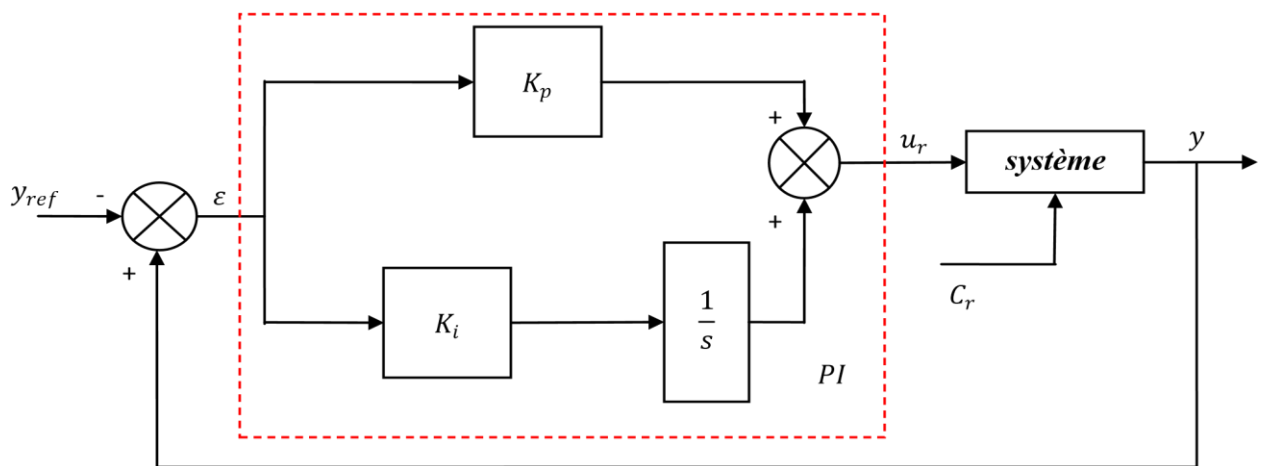 K_p
+
u_r
système
y
y_ref
-
ε
+
+
K_i
1/s
C_r
PI